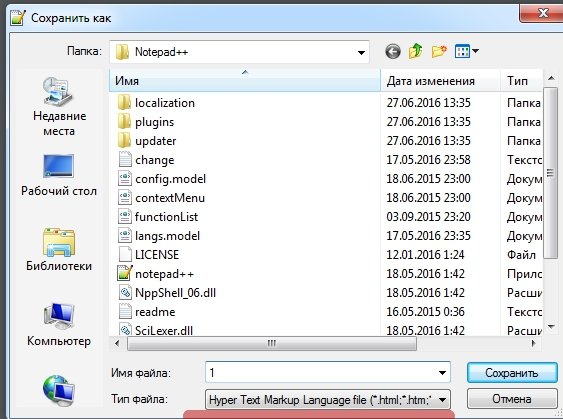 Сохранить как
Папка: Notepad++
Имя Дата изменения Тип
localization 27.06.2016 13:35 Папка
plugins 27.06.2016 13:35 Папка
updater 27.06.2016 13:35 Папка
change 17.05.2016 23:58 Тексто
config.model 18.06.2015 23:00 Докум
contextMenu 18.06.2015 23:00 Докум
functionList 03.09.2015 23:20 Докум
langs.model 17.05.2016 23:35 Докум
LICENSE 12.01.2016 1:24 Файл
notepad++ 18.05.2016 1:42 Прило
NppShell_06.dll 18.05.2016 1:42 Расши
readme 16.05.2015 0:36 Тексто
SciLexer.dll 18.05.2016 1:42 Расши
Недавние
места
Рабочий стол
Библиотеки
Компьютер
Имя файла: 1 Сохранить
Тип файла: Hyper Text Markup Language file (*.html;*.htm;* Отмена